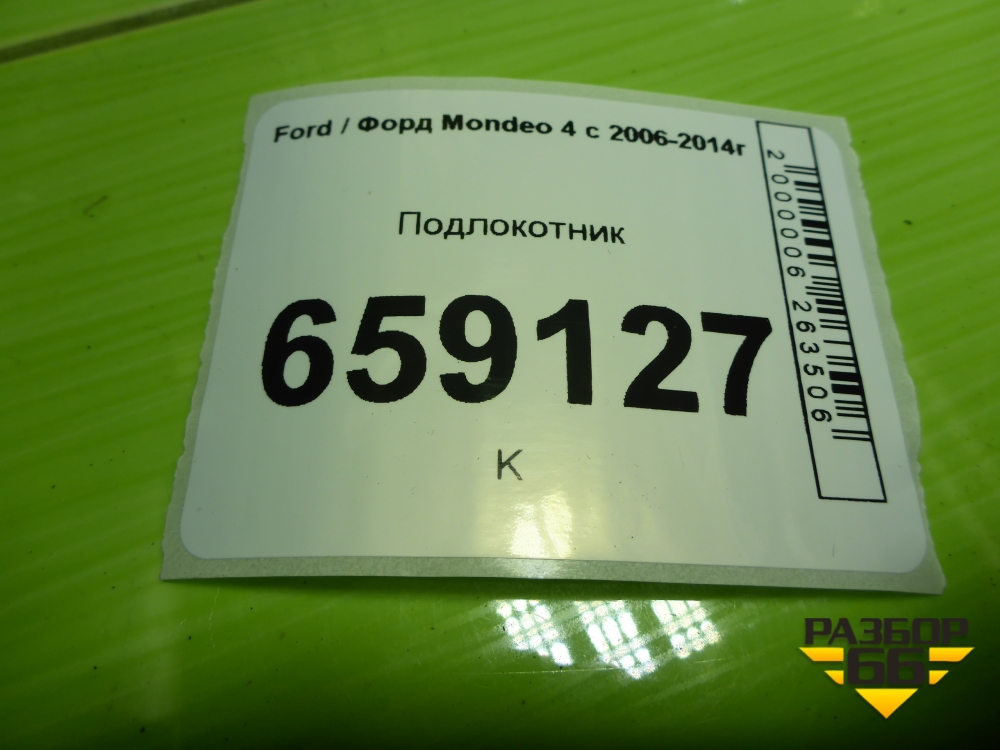 Ford / Форд Mondeo 4 с 2006-2014г
Подлокотник
659127
К
2000006263506
РАЗБОР
66